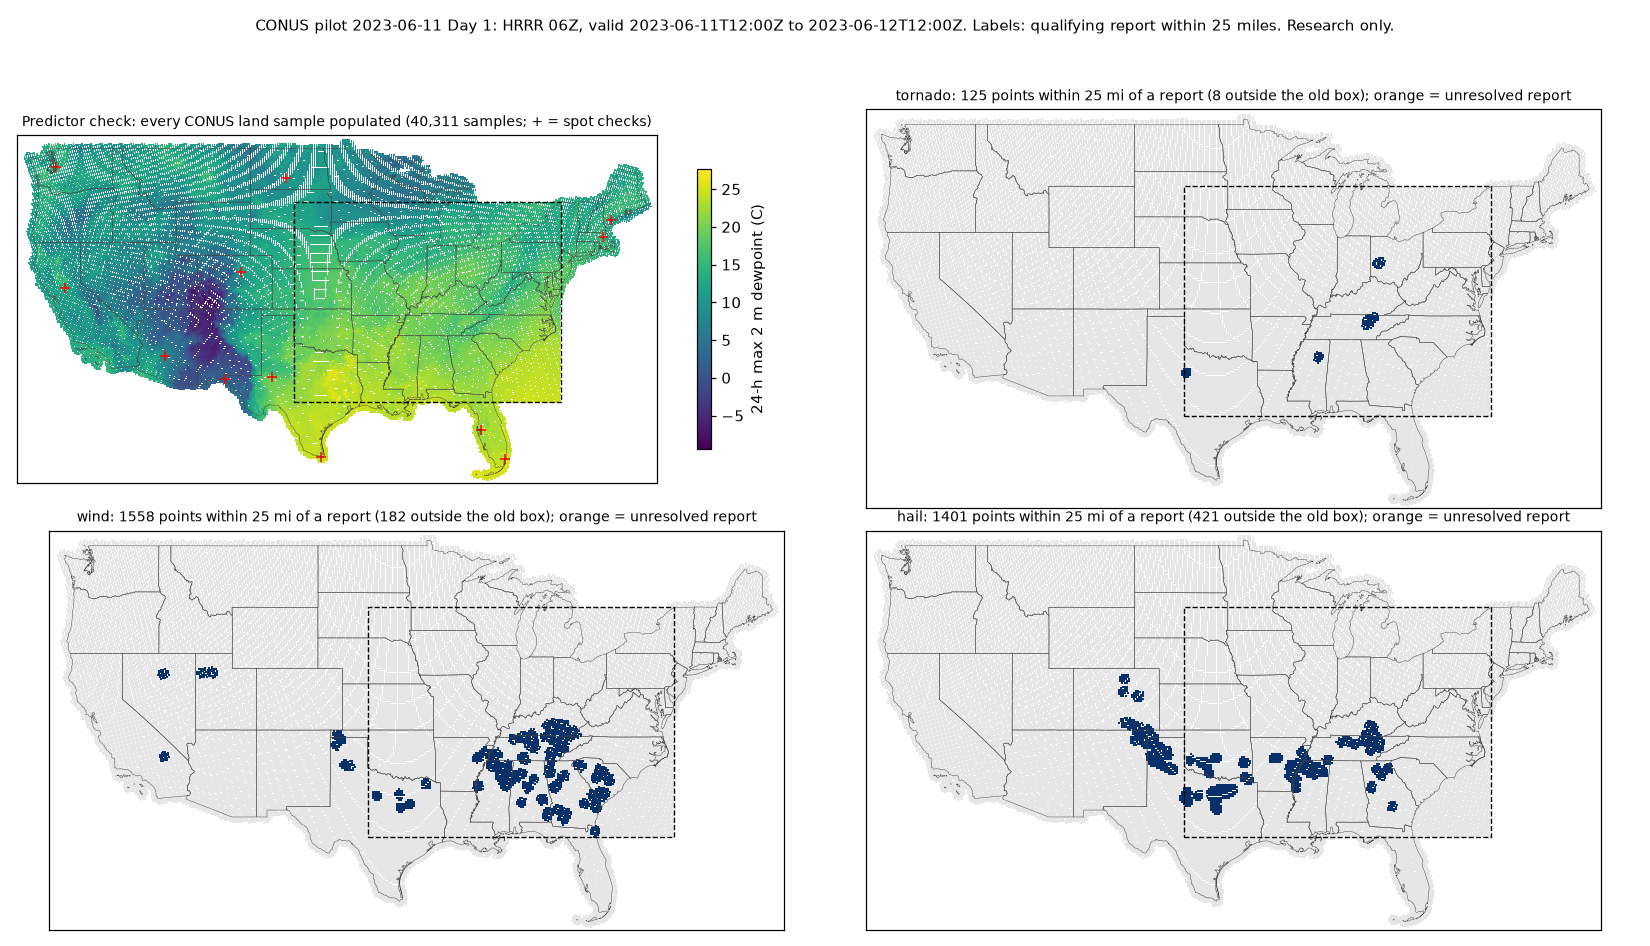 CONUS pilot 2023-06-11 Day 1: HRRR 06Z, valid 2023-06-11T12:00Z to 2023-06-12T12:00Z. Labels: qualifying report within 25 miles. Research only.
Predictor check: every CONUS land sample populated (40,311 samples; + = spot checks)
25
20
15
10
5
0
−5
24-h max 2 m dewpoint (C)
tornado: 125 points within 25 mi of a report (8 outside the old box); orange = unresolved report
wind: 1558 points within 25 mi of a report (182 outside the old box); orange = unresolved report
hail: 1401 points within 25 mi of a report (421 outside the old box); orange = unresolved report